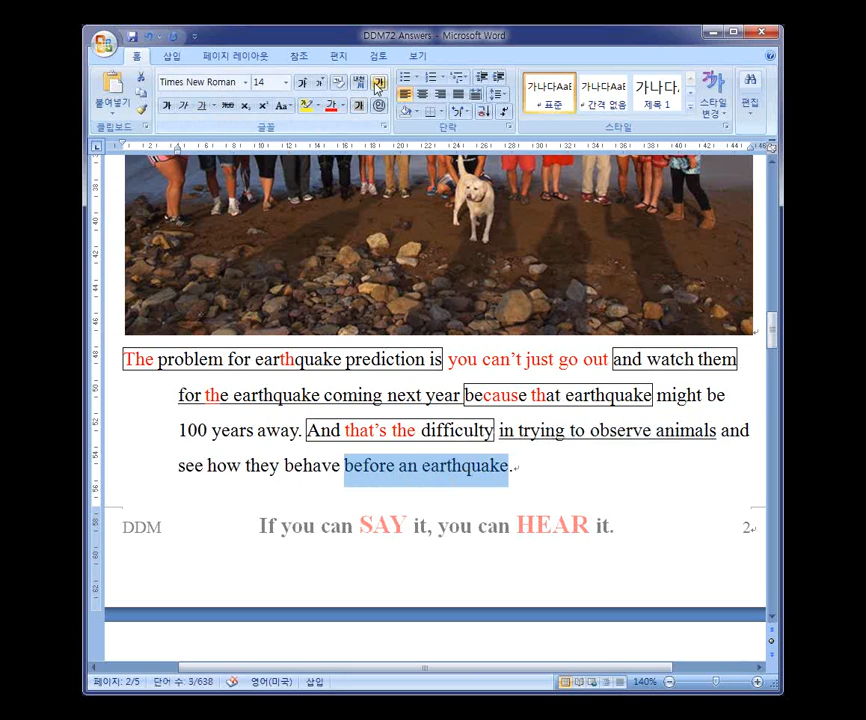 DDM72 Answers - Microsoft Word
홈 삽입 페이지 레이아웃 참조 편지 검토 보기
붙여넣기
Times New Roman 14
가나다AaB 가나다AaB 가나다.
표준 간격 없음 제목 1
스타일 변경 편집
클립보드 글꼴 단락 스타일
The problem for earthquake prediction is you can't just go out and watch them
for the earthquake coming next year because that earthquake might be
100 years away. And that's the difficulty in trying to observe animals and
see how they behave before an earthquake.
DDM If you can SAY it, you can HEAR it. 2
페이지: 2/5 단어 수: 3/638 영어(미국) 삽입 140%